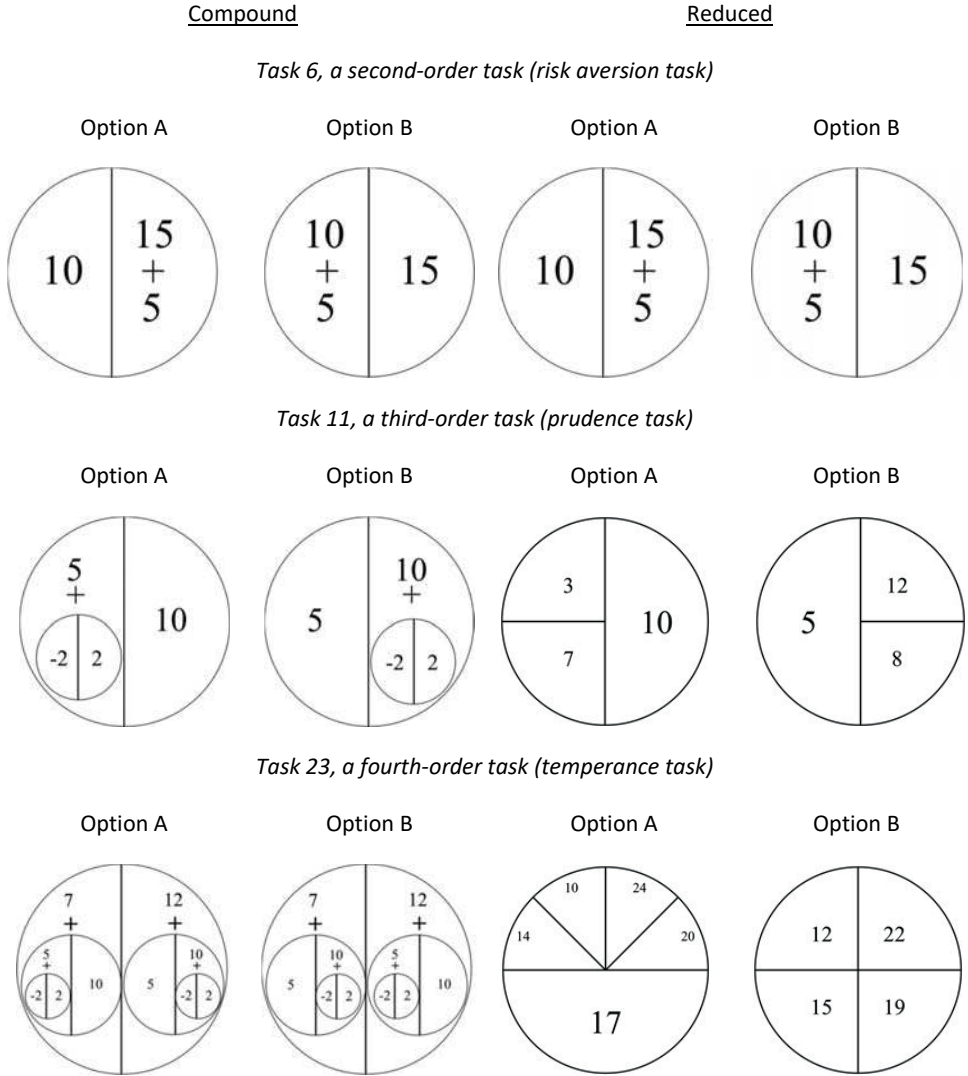 Compound Reduced
Task 6, a second-order task (risk aversion task)
Option A Option B Option A Option B
10 15 + 5 10 + 5 15 10 15 + 5 10 + 5 15
Task 11, a third-order task (prudence task)
Option A Option B Option A Option B
5 + -2 2 10 5 10 + -2 2 3 7 10 5 12 8
Task 23, a fourth-order task (temperance task)
Option A Option B Option A Option B
7 + 5 + -2 2 10 12 + 5 10 + -2 2 7 + 5 10 + -2 2 12 + 5 + -2 2 10 14 10 24 20 17 12 22 15 19